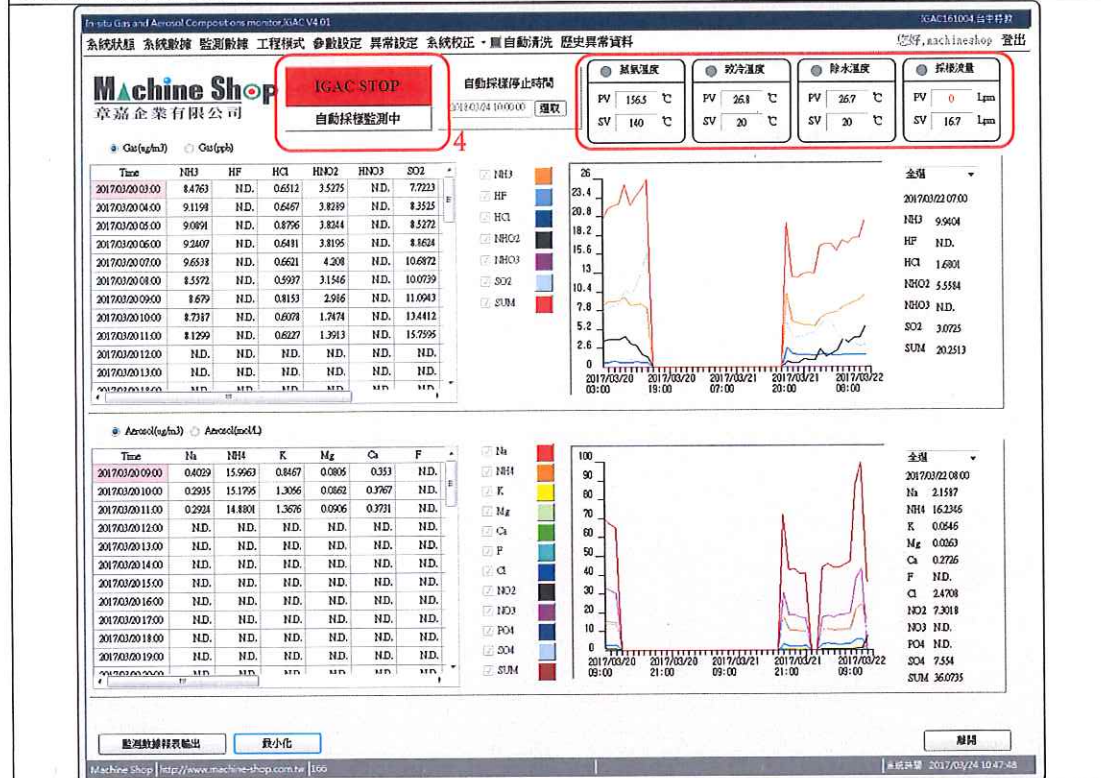 In-situ Gas and Aerosol Compositions monitor,IGAC V4.01 IGAC161004,台中科技
系統狀態 系統數據 監測數據 工程模式 參數設定 異常設定 系統校正・單自動清洗 歷史異常資料 您好,machineshop 登出
Machine Shop
章嘉企業有限公司
IGAC STOP
自動採樣監測中
4
自動採樣停止時間
2018/03/24 10:00:00 選取
蒸氣溫度
PV 156.5 ℃
SV 140 ℃
致冷溫度
PV 26.8 ℃
SV 20 ℃
除水溫度
PV 26.7 ℃
SV 20 ℃
採樣流量
PV 0 Lpm
SV 16.7 Lpm
Gas(ug/m3) Gas(ppb)
Time NH3 HF HCl HNO2 HNO3 SO2
2017/03/20 03:00 8.4763 N.D. 0.6512 3.5275 N.D. 7.7223
2017/03/20 04:00 9.1198 N.D. 0.6467 3.8289 N.D. 8.3525
2017/03/20 05:00 9.0891 N.D. 0.8796 3.8244 N.D. 8.5272
2017/03/20 06:00 9.2407 N.D. 0.6481 3.8195 N.D. 8.8624
2017/03/20 07:00 9.6538 N.D. 0.6621 4.208 N.D. 10.6872
2017/03/20 08:00 8.5572 N.D. 0.5937 3.1546 N.D. 10.0739
2017/03/20 09:00 8.679 N.D. 0.8153 2.986 N.D. 11.0943
2017/03/20 10:00 8.7387 N.D. 0.6078 1.7474 N.D. 13.4412
2017/03/20 11:00 8.1299 N.D. 0.6227 1.3913 N.D. 15.7595
2017/03/20 12:00 N.D. N.D. N.D. N.D. N.D. N.D.
2017/03/20 13:00 N.D. N.D. N.D. N.D. N.D. N.D.
NH3
HF
HCl
NHO2
NHO3
SO2
SUM
26
23.4
20.8
18.2
15.6
13
10.4
7.8
5.2
2.6
0
2017/03/20 2017/03/20 2017/03/21 2017/03/21 2017/03/22
03:00 19:00 07:00 20:00 08:00
全選
2017/03/22 07:00
NH3 9.9404
HF N.D.
HCl 1.6801
NHO2 5.5584
NHO3 N.D.
SO2 3.0725
SUM 20.2513
Aerosol(ug/m3) Aerosol(mol/L)
Time Na NH4 K Mg Ca F
2017/03/20 09:00 0.4029 15.9963 0.8467 0.0805 0.353 N.D.
2017/03/20 10:00 0.2935 15.1795 1.3056 0.0862 0.3767 N.D.
2017/03/20 11:00 0.2924 14.8801 1.3676 0.0906 0.3731 N.D.
2017/03/20 12:00 N.D. N.D. N.D. N.D. N.D. N.D.
2017/03/20 13:00 N.D. N.D. N.D. N.D. N.D. N.D.
2017/03/20 14:00 N.D. N.D. N.D. N.D. N.D. N.D.
2017/03/20 15:00 N.D. N.D. N.D. N.D. N.D. N.D.
2017/03/20 16:00 N.D. N.D. N.D. N.D. N.D. N.D.
2017/03/20 17:00 N.D. N.D. N.D. N.D. N.D. N.D.
2017/03/20 18:00 N.D. N.D. N.D. N.D. N.D. N.D.
2017/03/20 19:00 N.D. N.D. N.D. N.D. N.D. N.D.
Na
NH4
K
Mg
Ca
F
Cl
NO2
NO3
PO4
SO4
SUM
100
90
80
70
60
50
40
30
20
10
0
2017/03/20 2017/03/20 2017/03/21 2017/03/21 2017/03/22
09:00 21:00 09:00 21:00 09:00
全選
2017/03/22 08:00
Na 2.1587
NH4 16.2346
K 0.0646
Mg 0.0263
Ca 0.2726
F N.D.
Cl 2.4708
NO2 7.3018
NO3 N.D.
PO4 N.D.
SO4 7.554
SUM 36.0735
監測數據報表輸出 最小化 離開
Machine Shop http://www.machine-shop.com.tw 166 系統時間 2017/03/24 10:47:48